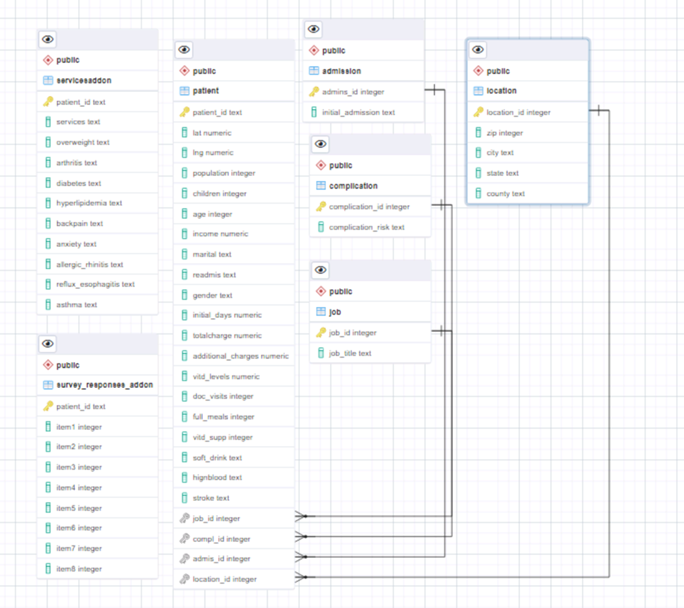 public
servicesaddon
patient_id text
services text
overweight text
arthritis text
diabetes text
hyperlipidemia text
backpain text
anxiety text
allergic_rhinitis text
reflux_esophagitis text
asthma text
public
survey_responses_addon
patient_id text
item1 integer
item2 integer
item3 integer
item4 integer
item5 integer
item6 integer
item7 integer
item8 integer
public
patient
patient_id text
lat numeric
lng numeric
population integer
children integer
age integer
income numeric
marital text
readmis text
gender text
initial_days numeric
totalcharge numeric
additional_charges numeric
vitd_levels numeric
doc_visits integer
full_meals integer
vitd_supp integer
soft_drink text
hignblood text
stroke text
job_id integer
compl_id integer
admis_id integer
location_id integer
public
admission
admins_id integer
initial_admission text
public
complication
complication_id integer
complication_risk text
public
job
job_id integer
job_title text
public
location
location_id integer
zip integer
city text
state text
county text